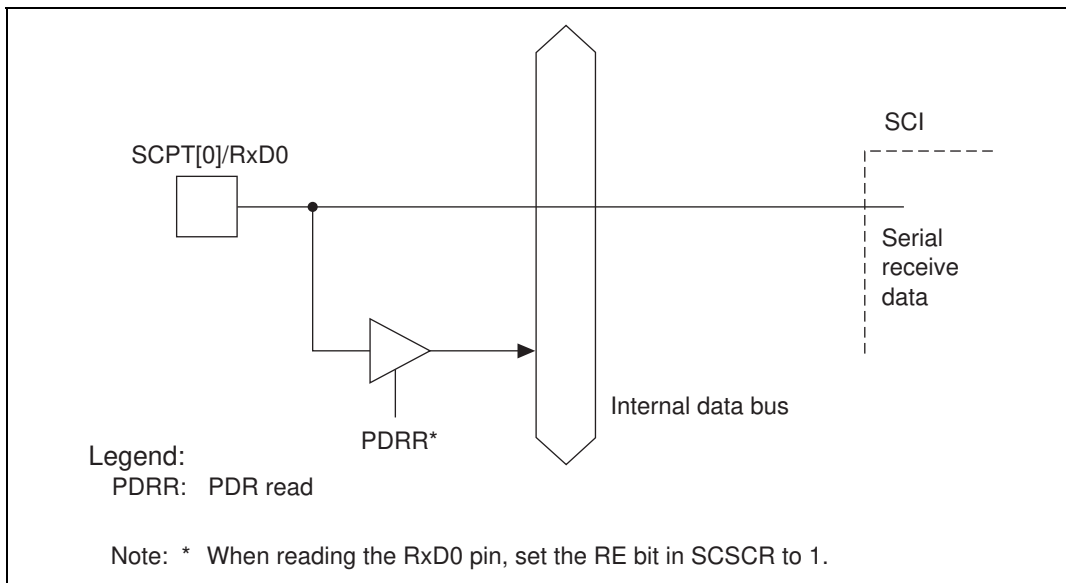 SCI
SCPT[0]/RxD0
Serial
receive
data
Internal data bus
PDRR*
Legend:
PDRR: PDR read
Note: * When reading the RxD0 pin, set the RE bit in SCSCR to 1.